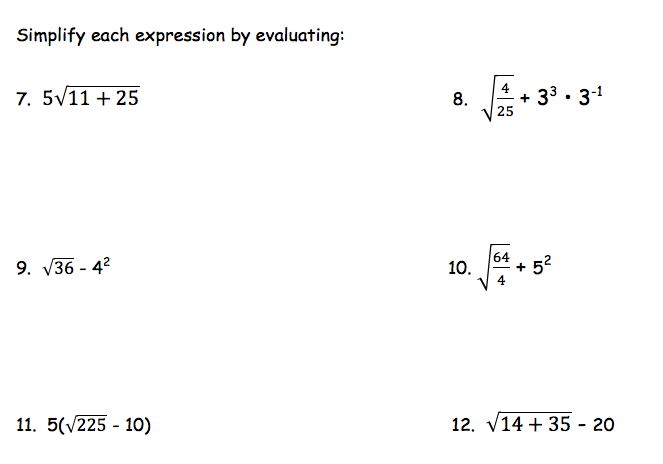 Simplify each expression by evaluating:
7. 5√(11 + 25)
8. √(4/25) + 3³ · 3⁻¹
9. √36 - 4²
10. √(64/4) + 5²
11. 5(√225 - 10)
12. √(14 + 35) - 20